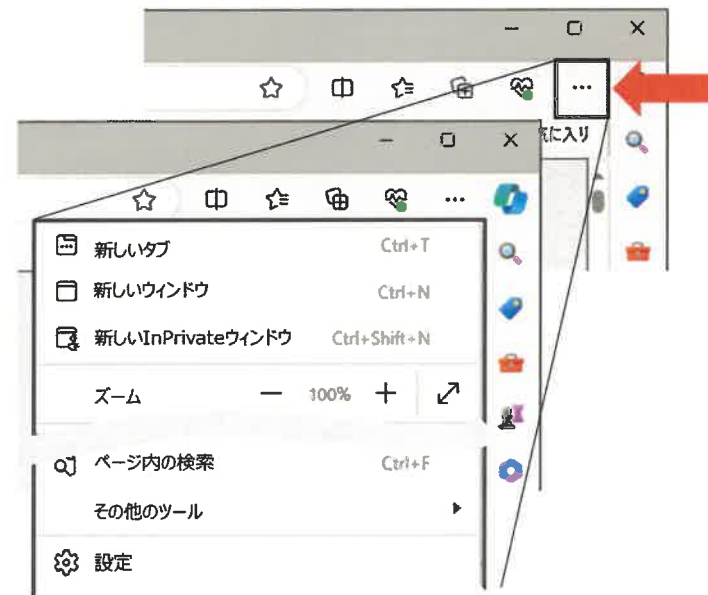 気に入り
新しいタブ Ctrl+T
新しいウィンドウ Ctrl+N
新しいInPrivateウィンドウ Ctrl+Shift+N
ズーム − 100% +
ページ内の検索 Ctrl+F
その他のツール
設定